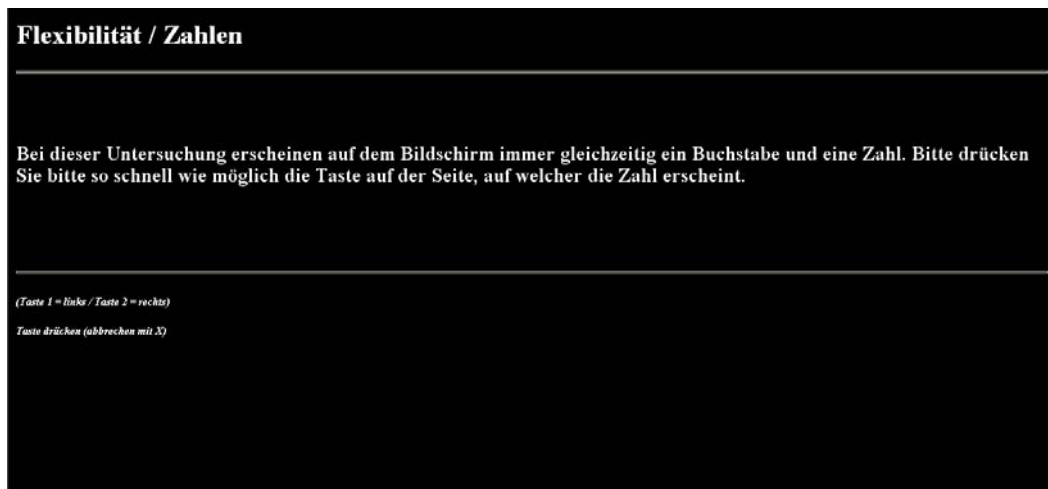 Flexibilität / Zahlen
Bei dieser Untersuchung erscheinen auf dem Bildschirm immer gleichzeitig ein Buchstabe und eine Zahl. Bitte drücken
Sie bitte so schnell wie möglich die Taste auf der Seite, auf welcher die Zahl erscheint.
(Taste 1 = links / Taste 2 = rechts)
Taste drücken (abbrechen mit X)